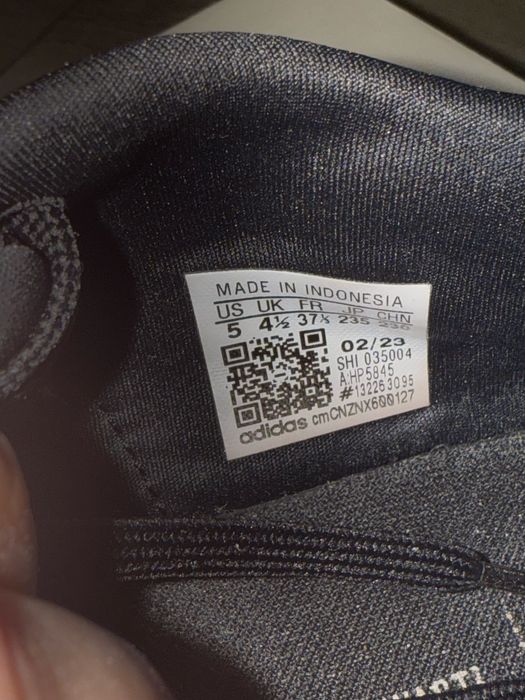 MADE IN INDONESIA
US UK FR JP CHN
5 4½ 37⅓ 235 230
02/23
SHI 035004
A:HP5845
#132263095
adidas cmCNZNX600127